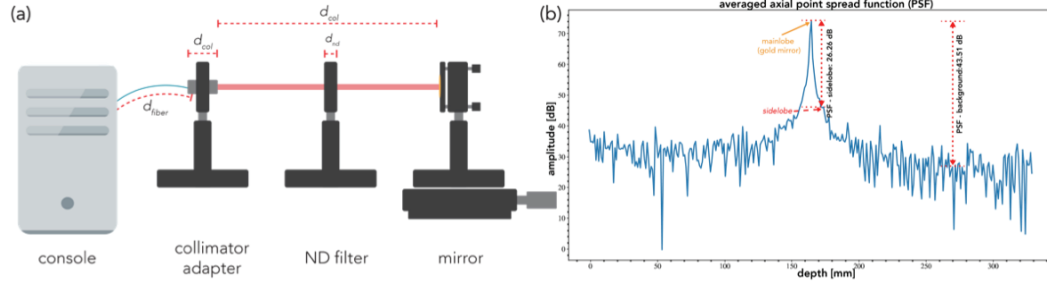 (a)
d_col
d_col
d_nd
d_fiber
console
collimator
adapter
ND filter
mirror
(b)
averaged axial point spread function (PSF)
amplitude [dB]
70
60
50
40
30
20
10
0
mainlobe
(gold mirror)
sidelobe
PSF - sidelobe: 26.26 dB
PSF - background:43.51 dB
0
50
100
150
200
250
300
depth [mm]